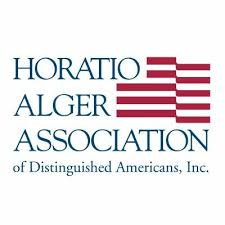 HORATIO
ALGER
ASSOCIATION
of Distinguished Americans, Inc.